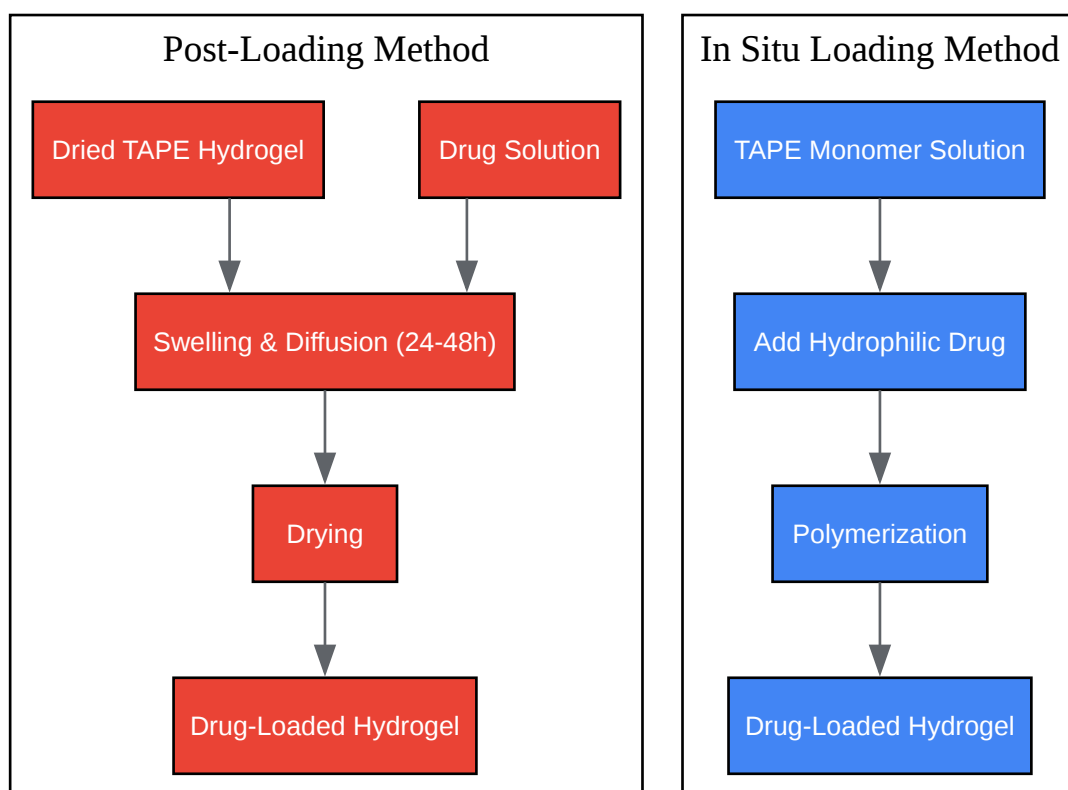 Post-Loading Method
Dried TAPE Hydrogel
Drug Solution
Swelling & Diffusion (24-48h)
Drying
Drug-Loaded Hydrogel
In Situ Loading Method
TAPE Monomer Solution
Add Hydrophilic Drug
Polymerization
Drug-Loaded Hydrogel